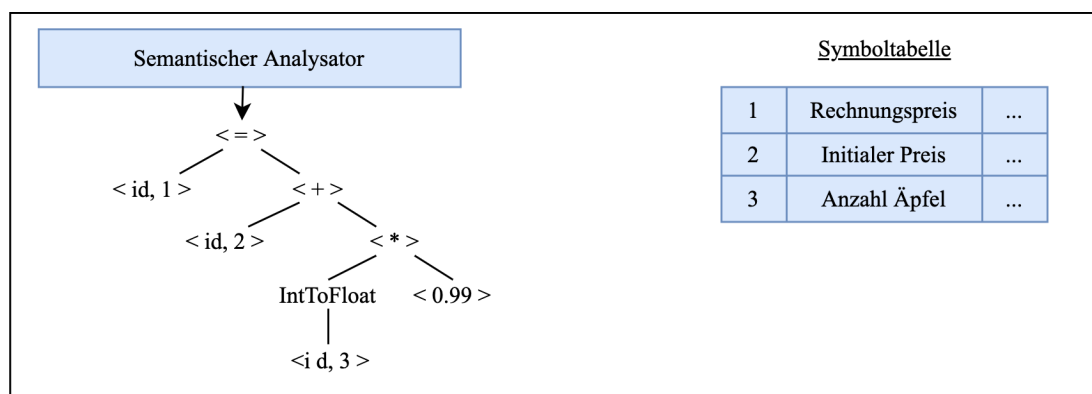 Semantischer Analysator
Symboltabelle
1 Rechnungspreis ...
2 Initialer Preis ...
3 Anzahl Äpfel ...
< = >
< id, 1 > < + >
< id, 2 > < * >
IntToFloat < 0.99 >
<i d, 3 >